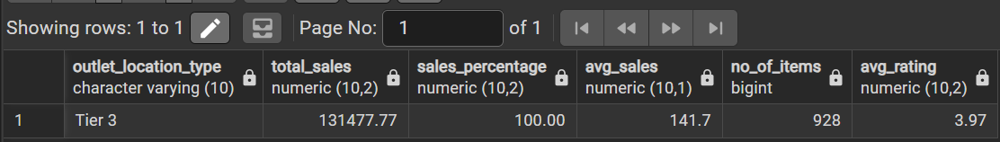 Showing rows: 1 to 1 Page No: 1 of 1
outlet_location_type total_sales sales_percentage avg_sales no_of_items avg_rating
character varying (10) numeric (10,2) numeric (10,2) numeric (10,1) bigint numeric (10,2)
1 Tier 3 131477.77 100.00 141.7 928 3.97